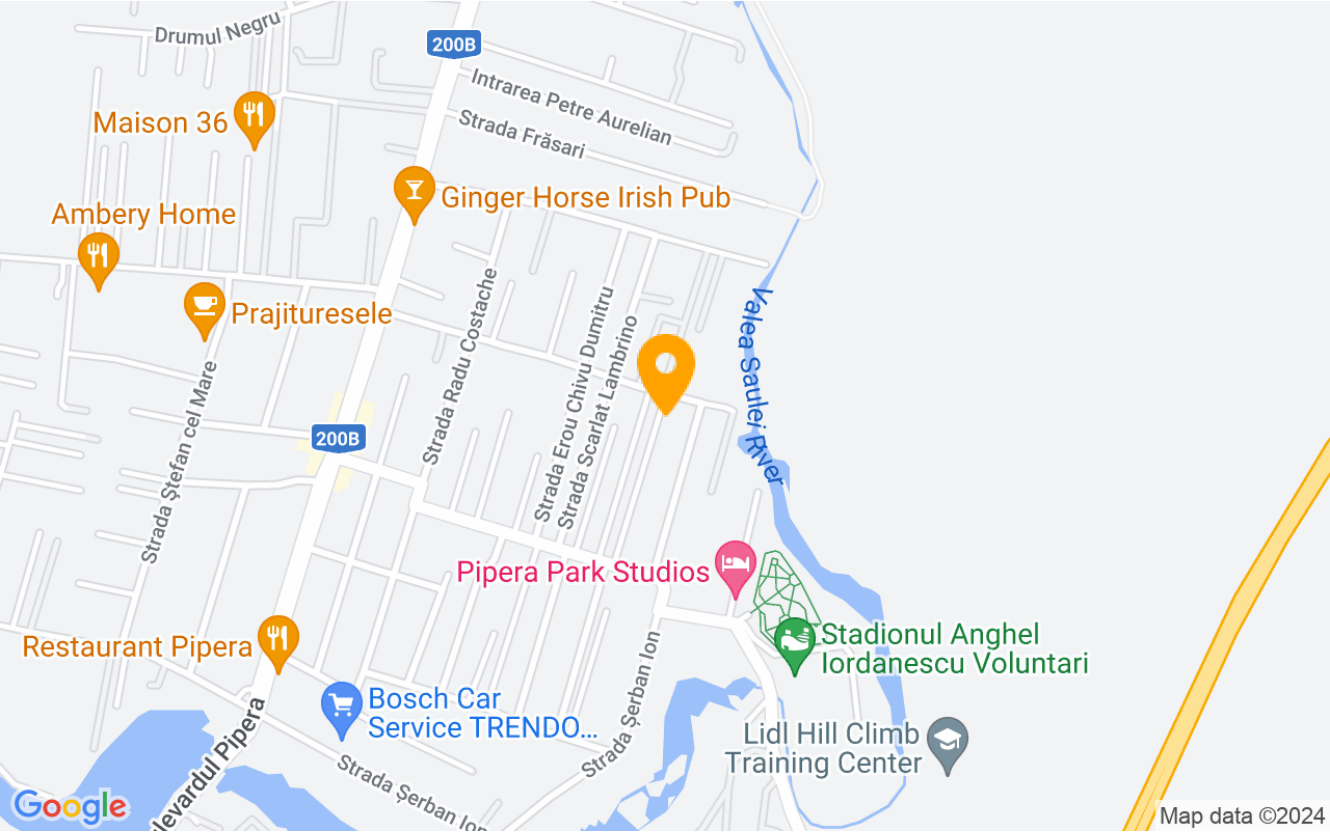 Drumul Negru
200B
Intrarea Petre Aurelian
Maison 36
Strada Frăsari
Ginger Horse Irish Pub
Ambery Home
Prajituresele
Strada Radu Costache
Strada Erou Chivu Dumitru
Strada Scarlat Lambrino
Valea Saulei River
Strada Ștefan cel Mare
200B
Pipera Park Studios
Stadionul Anghel
Iordanescu Voluntari
Restaurant Pipera
Bosch Car
Service TRENDO...
Strada Șerban Ion
Lidl Hill Climb
Training Center
levardul Pipera
Strada Șerban Ion
Google
Map data ©2024